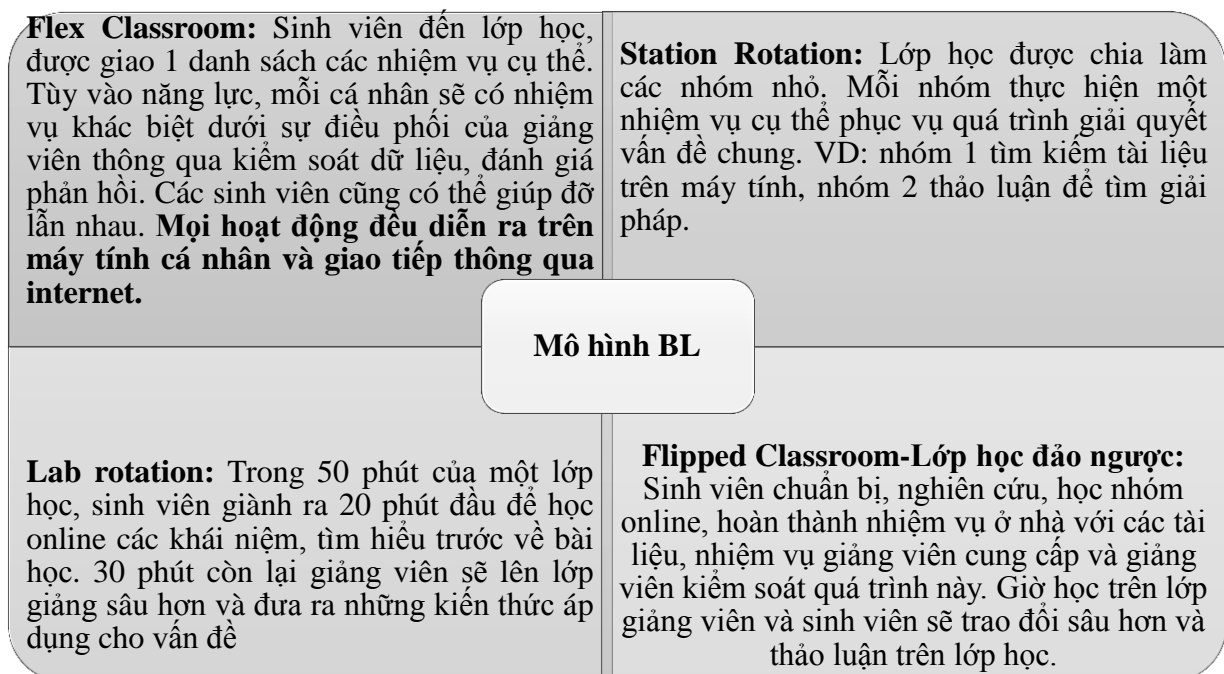 Flex Classroom: Sinh viên đến lớp học,
được giao 1 danh sách các nhiệm vụ cụ thể.
Tùy vào năng lực, mỗi cá nhân sẽ có nhiệm
vụ khác biệt dưới sự điều phối của giảng
viên thông qua kiểm soát dữ liệu, đánh giá
phản hồi. Các sinh viên cũng có thể giúp đỡ
lẫn nhau. Mọi hoạt động đều diễn ra trên
máy tính cá nhân và giao tiếp thông qua
internet.
Station Rotation: Lớp học được chia làm
các nhóm nhỏ. Mỗi nhóm thực hiện một
nhiệm vụ cụ thể phục vụ quá trình giải quyết
vấn đề chung. VD: nhóm 1 tìm kiếm tài liệu
trên máy tính, nhóm 2 thảo luận để tìm giải
pháp.
Mô hình BL
Lab rotation: Trong 50 phút của một lớp
học, sinh viên giành ra 20 phút đầu để học
online các khái niệm, tìm hiểu trước về bài
học. 30 phút còn lại giảng viên sẽ lên lớp
giảng sâu hơn và đưa ra những kiến thức áp
dụng cho vấn đề
Flipped Classroom-Lớp học đảo ngược:
Sinh viên chuẩn bị, nghiên cứu, học nhóm
online, hoàn thành nhiệm vụ ở nhà với các tài
liệu, nhiệm vụ giảng viên cung cấp và giảng
viên kiểm soát quá trình này. Giờ học trên lớp
giảng viên và sinh viên sẽ trao đổi sâu hơn và
thảo luận trên lớp học.